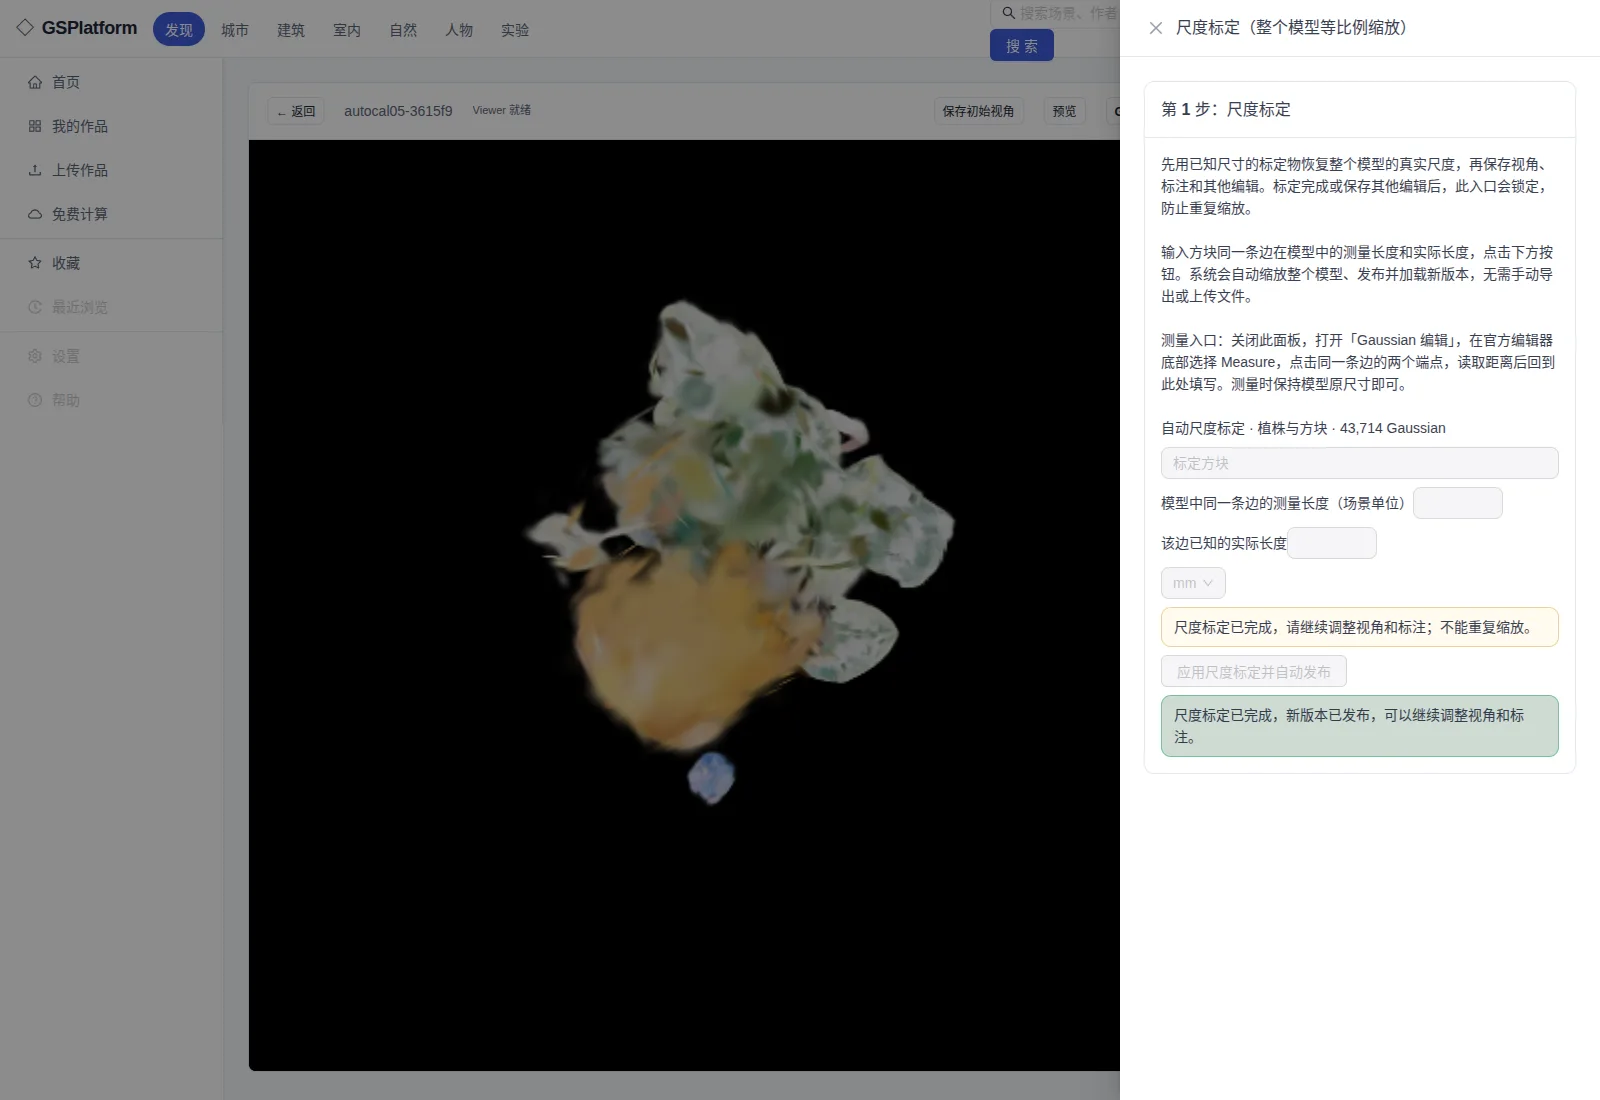 GSPlatform
发现
城市
建筑
室内
自然
人物
实验
搜索场景、作者
搜 索
首页
我的作品
上传作品
免费计算
收藏
最近浏览
设置
帮助
← 返回
autocal05-3615f9
Viewer 就绪
保存初始视角
预览
尺度标定（整个模型等比例缩放）
第 1 步：尺度标定
先用已知尺寸的标定物恢复整个模型的真实尺度，再保存视角、
标注和其他编辑。标定完成或保存其他编辑后，此入口会锁定，
防止重复缩放。
输入方块同一条边在模型中的测量长度和实际长度，点击下方按
钮。系统会自动缩放整个模型、发布并加载新版本，无需手动导
出或上传文件。
测量入口：关闭此面板，打开「Gaussian 编辑」，在官方编辑器
底部选择 Measure，点击同一条边的两个端点，读取距离后回到
此处填写。测量时保持模型原尺寸即可。
自动尺度标定 · 植株与方块 · 43,714 Gaussian
标定方块
模型中同一条边的测量长度（场景单位）
该边已知的实际长度
mm
尺度标定已完成，请继续调整视角和标注；不能重复缩放。
应用尺度标定并自动发布
尺度标定已完成，新版本已发布，可以继续调整视角和标
注。